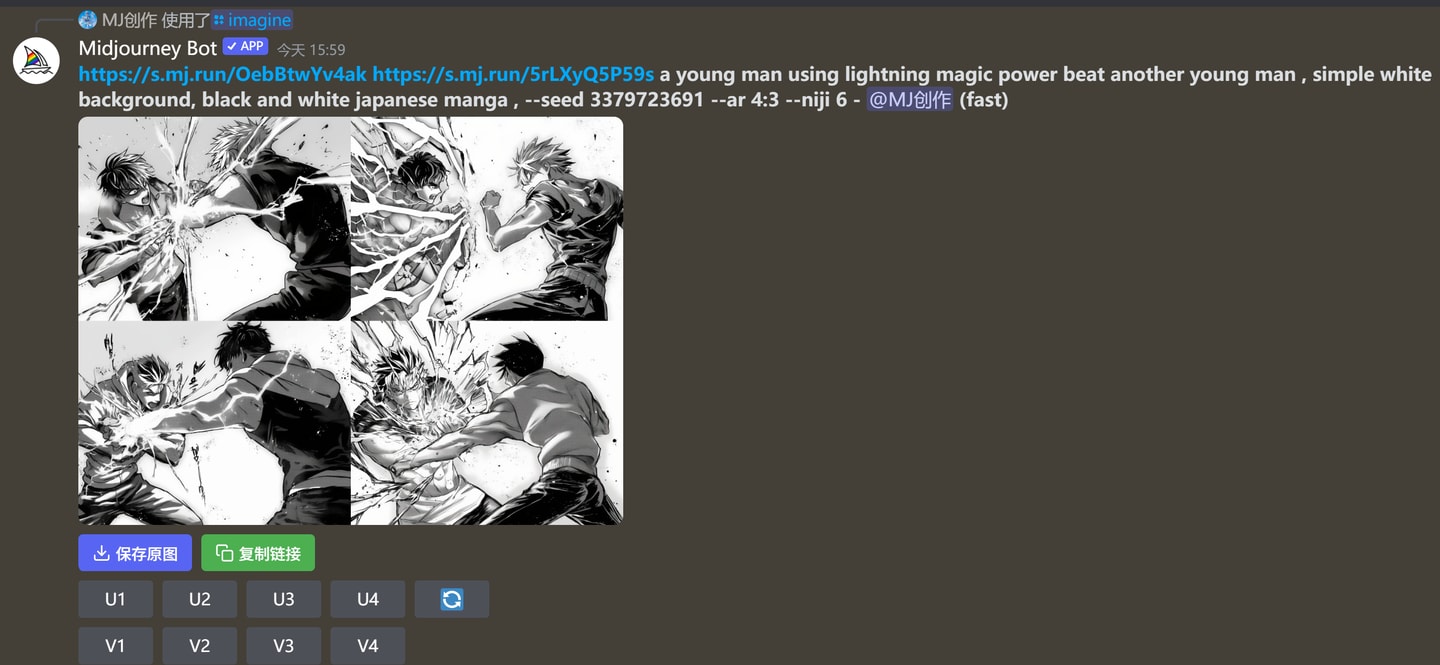 MJ创作 使用了 imagine
Midjourney Bot ✓ APP 今天 15:59
https://s.mj.run/OebBtwYv4ak https://s.mj.run/5rLXyQ5P59s a young man using lightning magic power beat another young man , simple white
background, black and white japanese manga , --seed 3379723691 --ar 4:3 --niji 6 - @MJ创作 (fast)
保存原图 复制链接
U1 U2 U3 U4
V1 V2 V3 V4